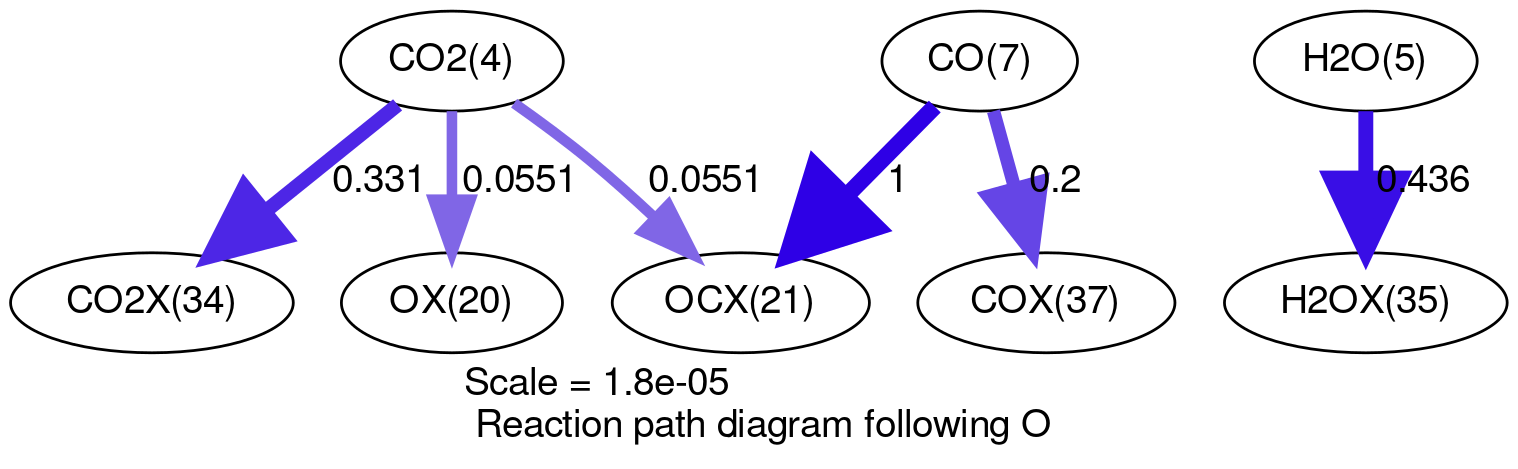 CO2(4)
CO(7)
H2O(5)
0.331
0.0551
0.0551
1
0.2
0.436
CO2X(34)
OX(20)
OCX(21)
COX(37)
H2OX(35)
Scale = 1.8e-05
Reaction path diagram following O